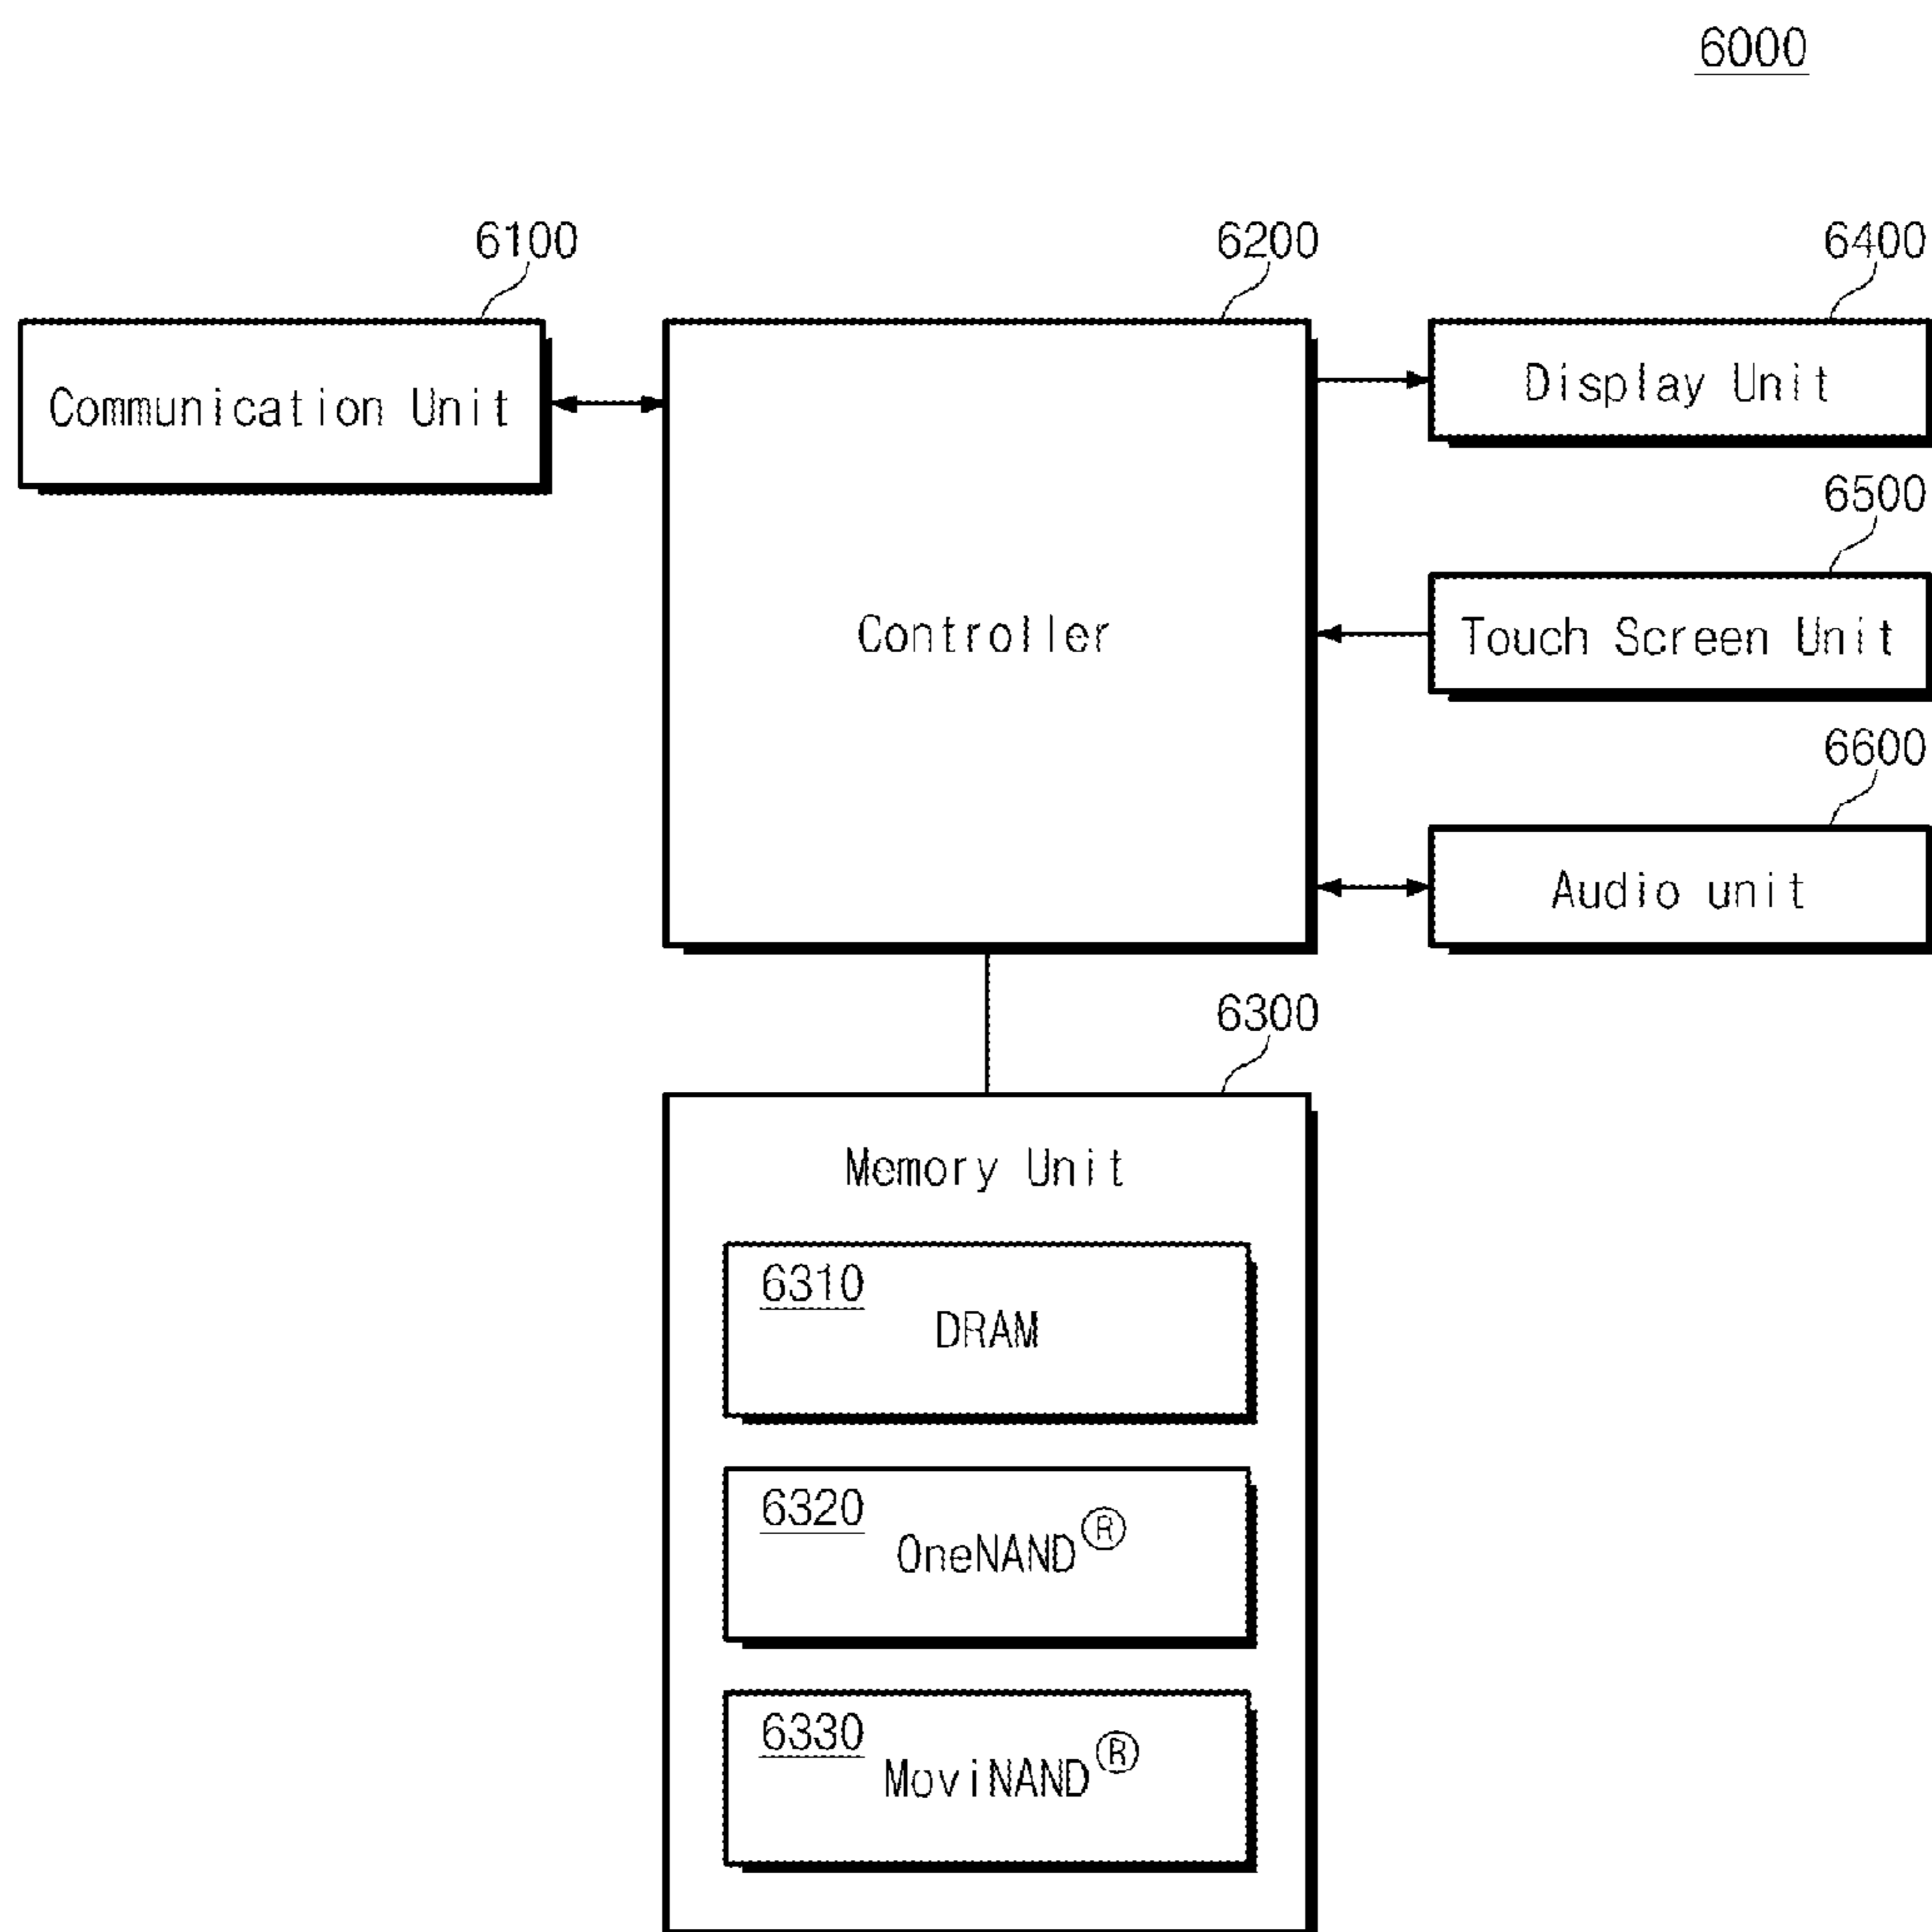 6000
6100
6200
6400
Communication Unit
Display Unit
6500
Controller
Touch Screen Unit
6600
Audio unit
6300
Memory Unit
6310
DRAM
6320
OneNAND®
6330
MoviNAND®